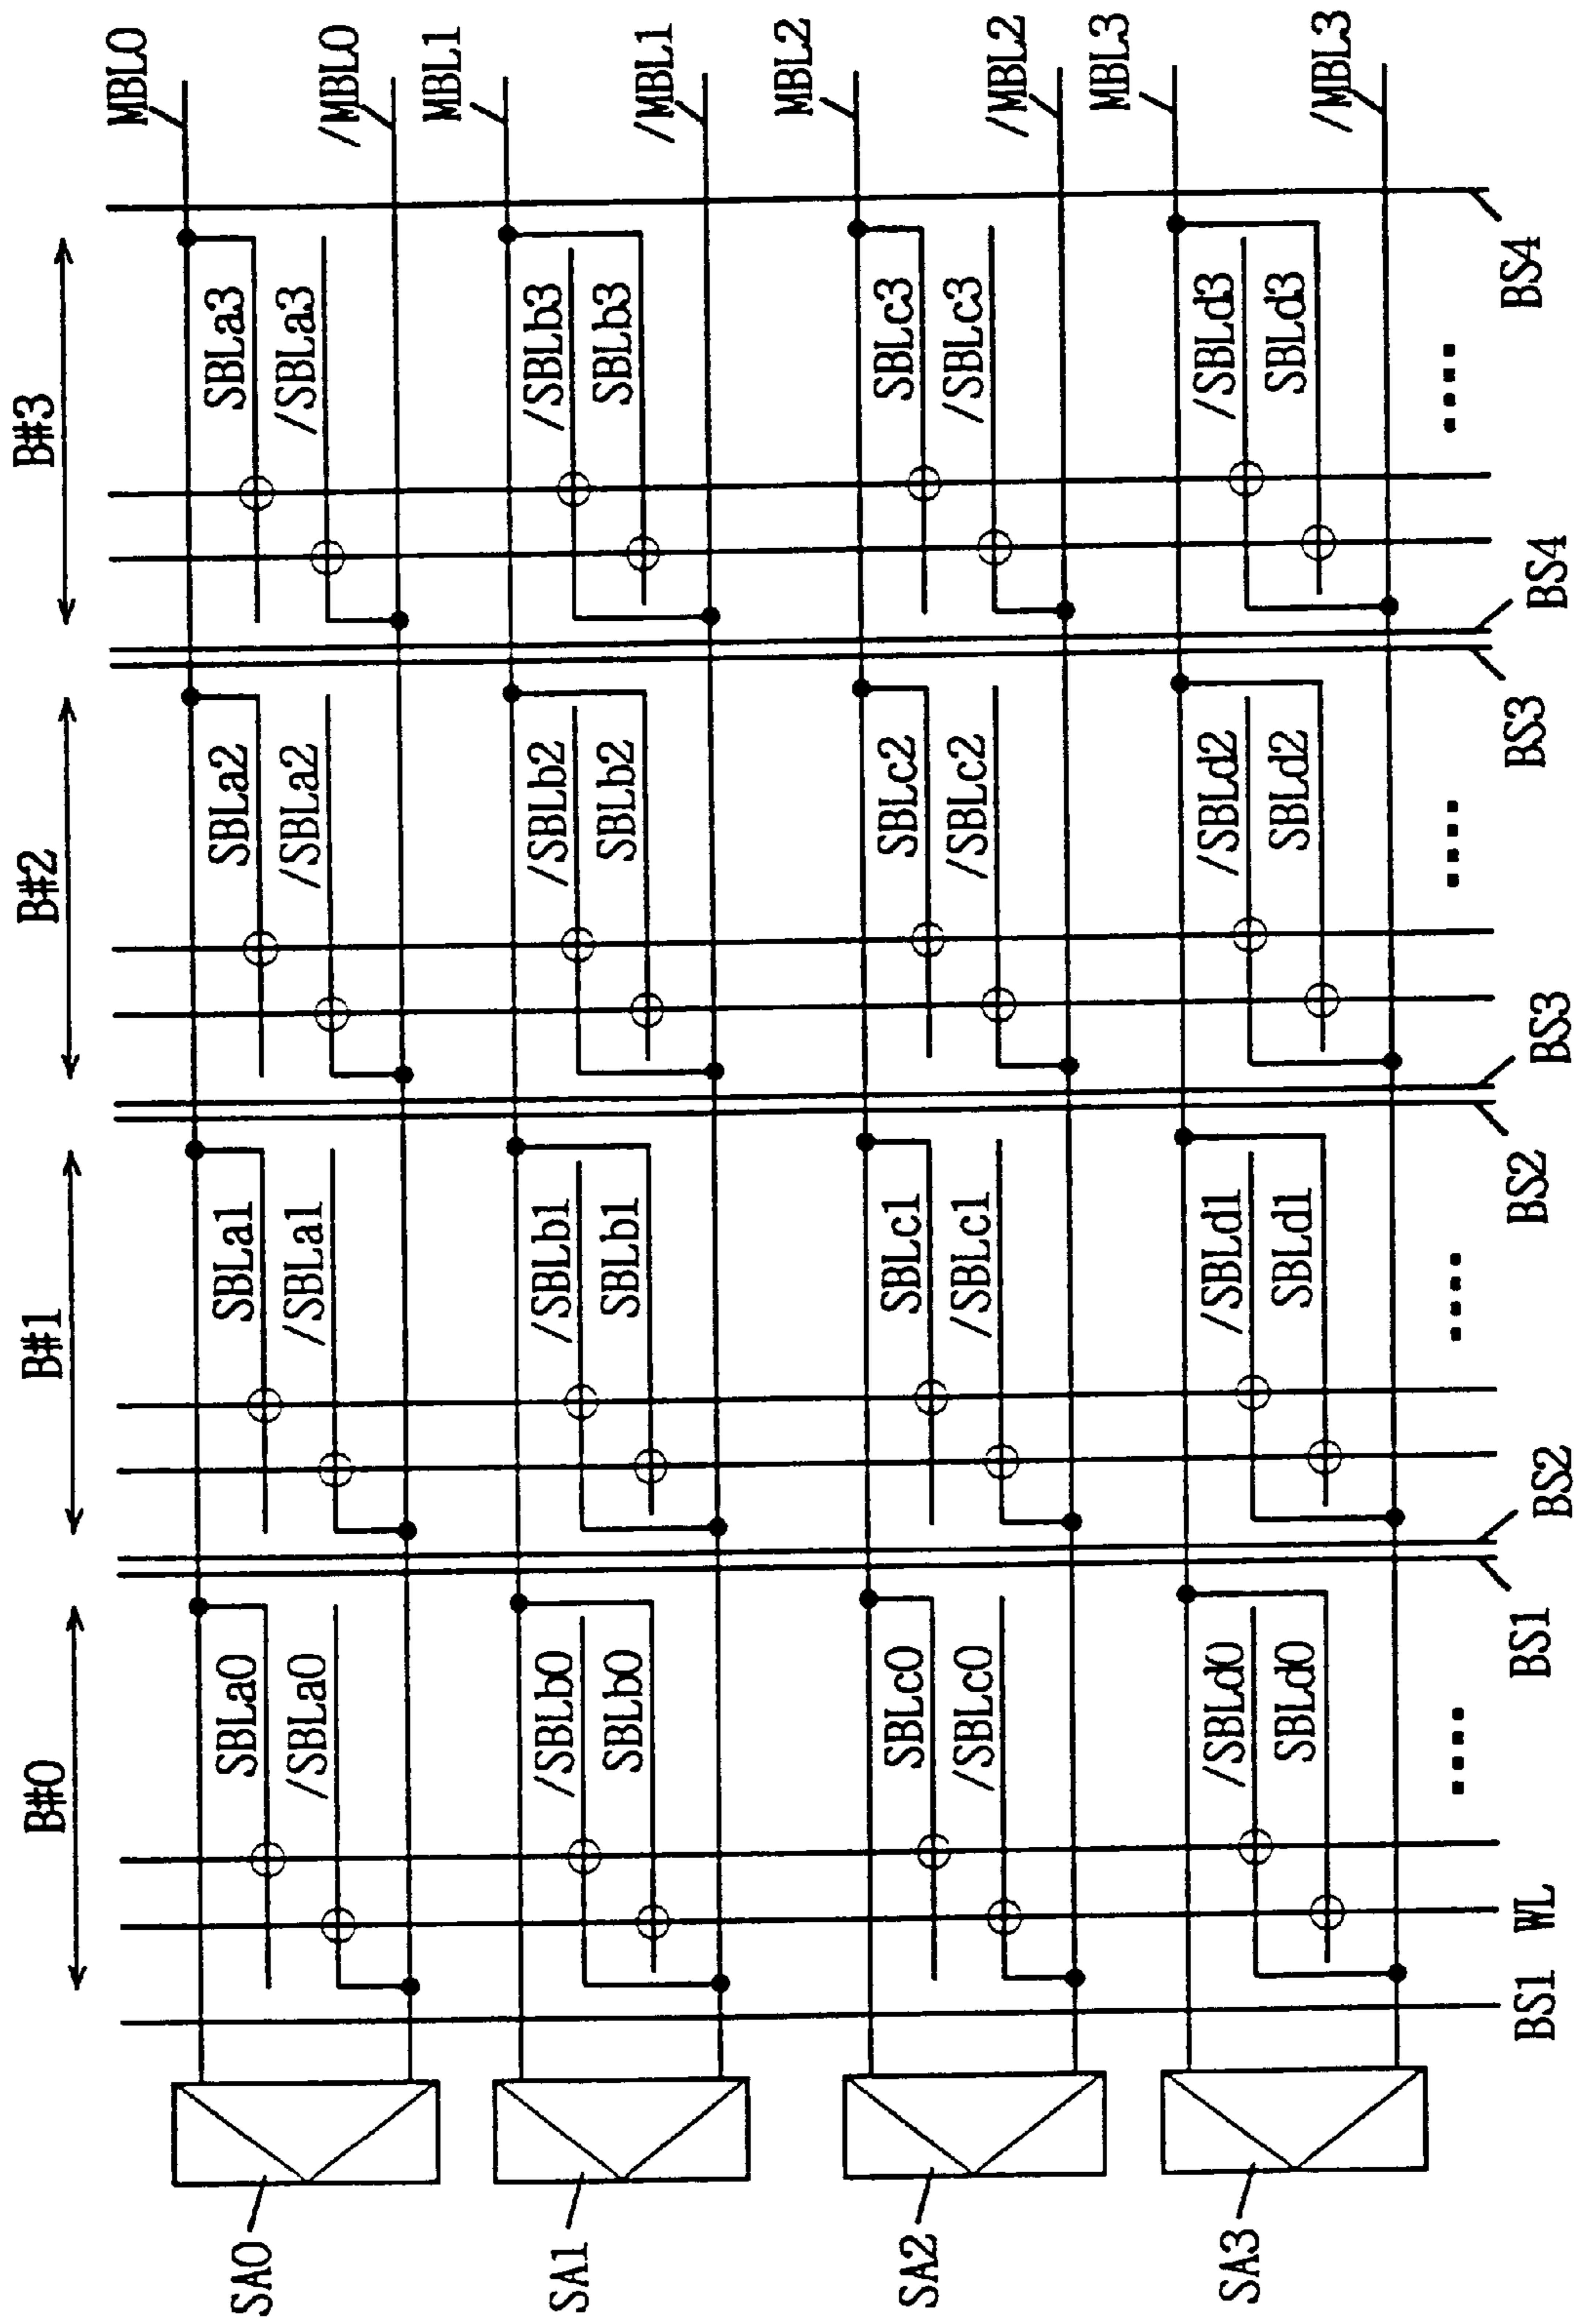 B#0 B#1 B#2 B#3
MBL0
SBLa0 SBLa1 SBLa2 SBLa3
/SBLa0 /SBLa1 /SBLa2 /SBLa3
SA0
/MBL0
MBL1
/SBLb0 /SBLb1 /SBLb2 /SBLb3
SBLb0 SBLb1 SBLb2 SBLb3
SA1
/MBL1
MBL2
SBLc0 SBLc1 SBLc2 SBLc3
/SBLc0 /SBLc1 /SBLc2 /SBLc3
SA2
/MBL2
MBL3
/SBLd0 /SBLd1 /SBLd2 /SBLd3
SBLd0 SBLd1 SBLd2 SBLd3
SA3
/MBL3
BS1 WL BS1 BS2 BS2 BS3 BS3 BS4 BS4